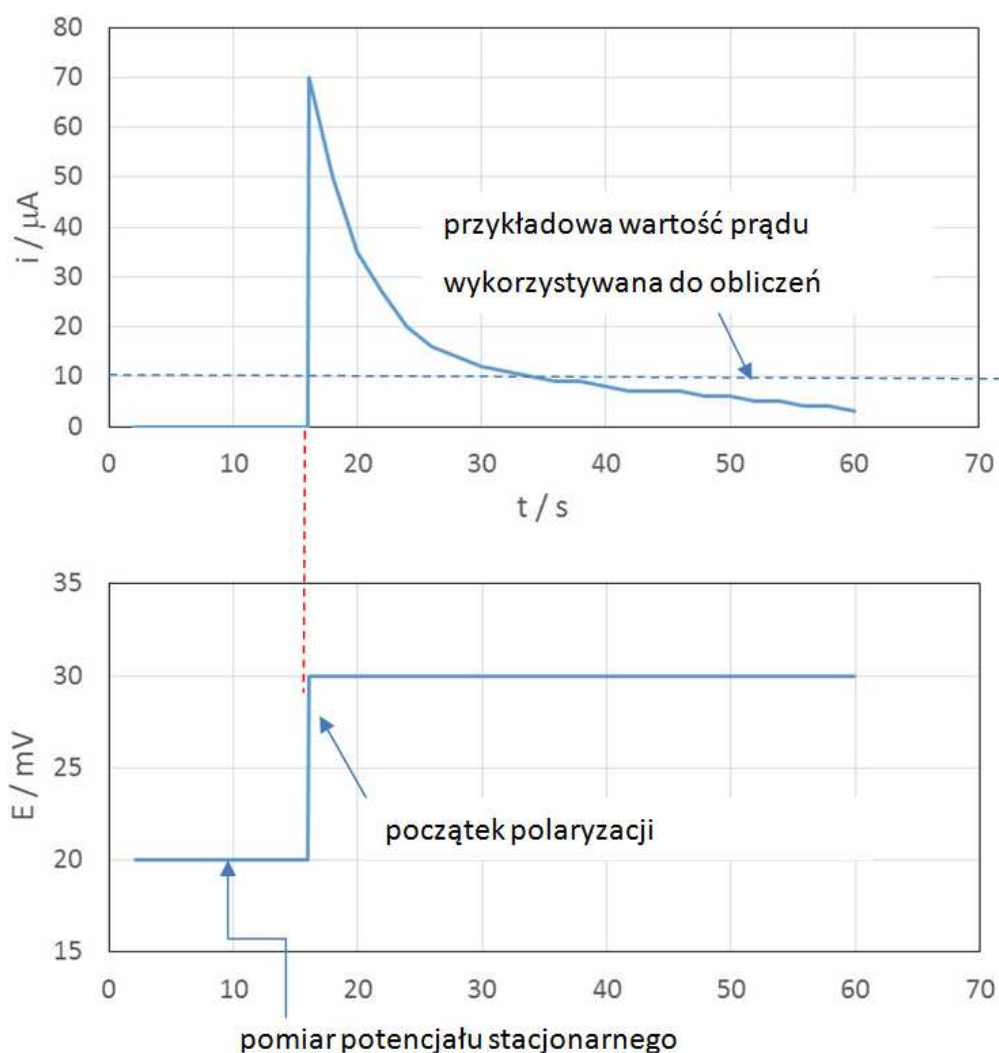 80
70
60
50
40
30
20
10
0
i / μA
przykładowa wartość prądu
wykorzystywana do obliczeń
0 10 20 30 40 50 60 70
t / s
35
30
25
20
15
E / mV
początek polaryzacji
0 10 20 30 40 50 60 70
pomiar potencjału stacjonarnego